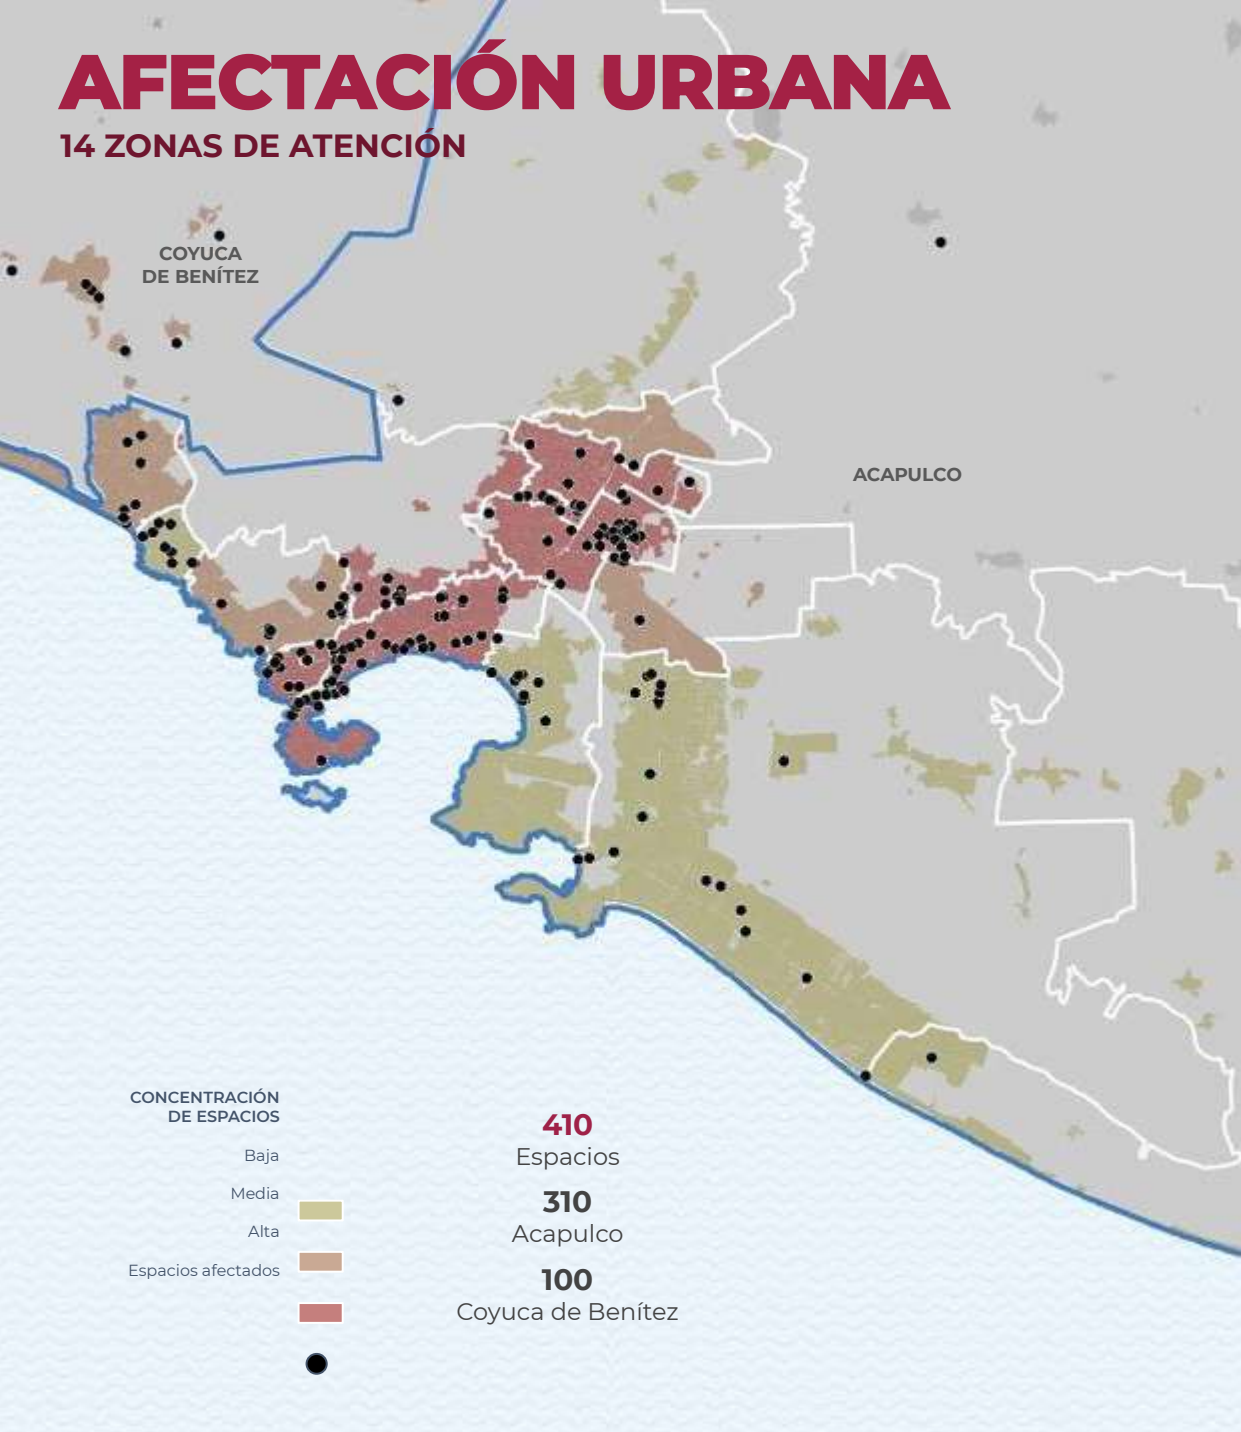 AFECTACIÓN URBANA
14 ZONAS DE ATENCIÓN
COYUCA
DE BENÍTEZ
ACAPULCO
CONCENTRACIÓN
DE ESPACIOS
Baja
Media
Alta
Espacios afectados
410
Espacios
310
Acapulco
100
Coyuca de Benítez